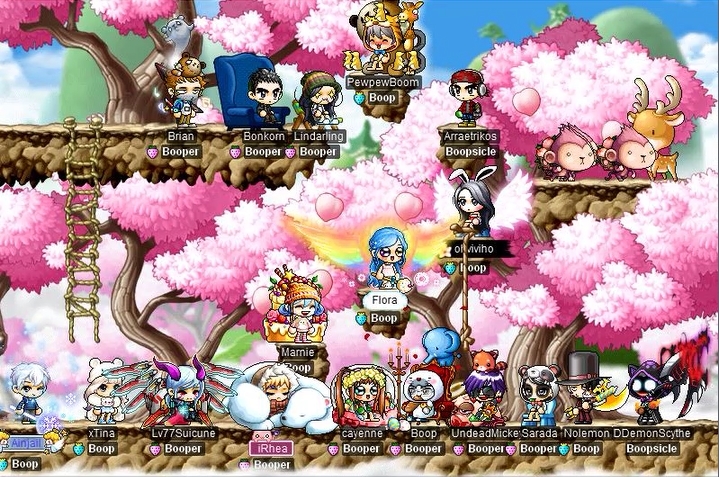 PewpewBoom
Boop
Brian
Booper
Bonkorn
Booper
Lindarling
Booper
Arraetrikos
Boopsicle
Boop
Flora
Boop
Marnie
Boop
Ainjall
Boop
xTina
Boop
Lv77Suicune
Booper
iRhea
Booper
cayenne
Booper
Boop
Booper
UndeadMicke
Booper
Sarada
Booper
Nolemon
Boop
DDemonScythe
Boopsicle